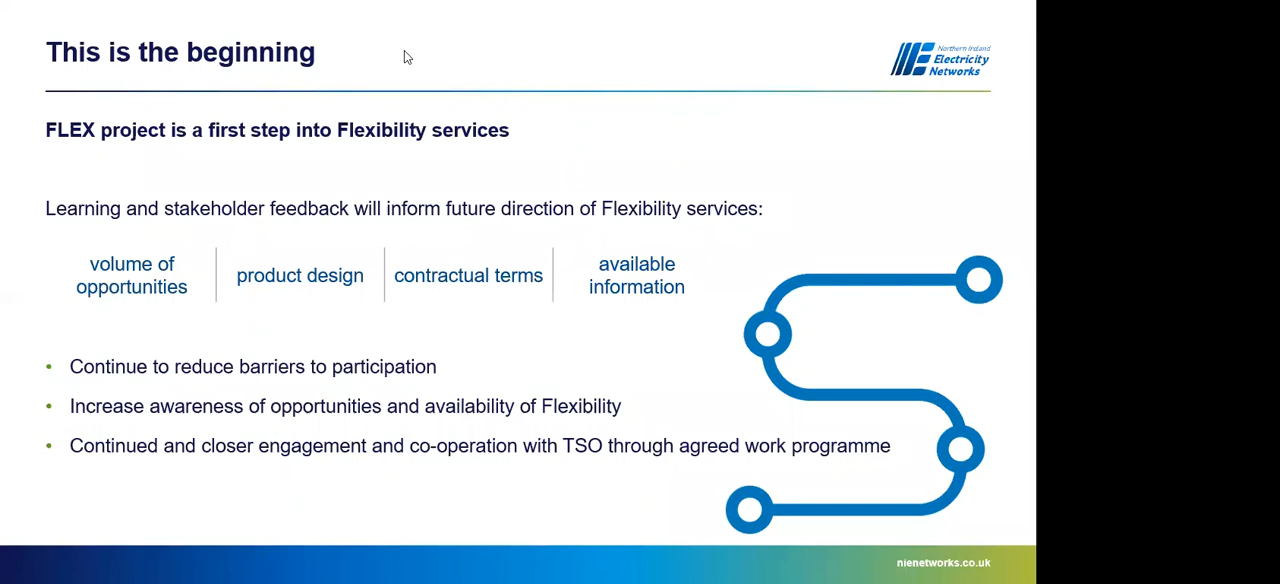 This is the beginning
Northern Ireland
Electricity
Networks
FLEX project is a first step into Flexibility services
Learning and stakeholder feedback will inform future direction of Flexibility services:
volume of
opportunities
product design
contractual terms
available
information
• Continue to reduce barriers to participation
• Increase awareness of opportunities and availability of Flexibility
• Continued and closer engagement and co-operation with TSO through agreed work programme
nienetworks.co.uk